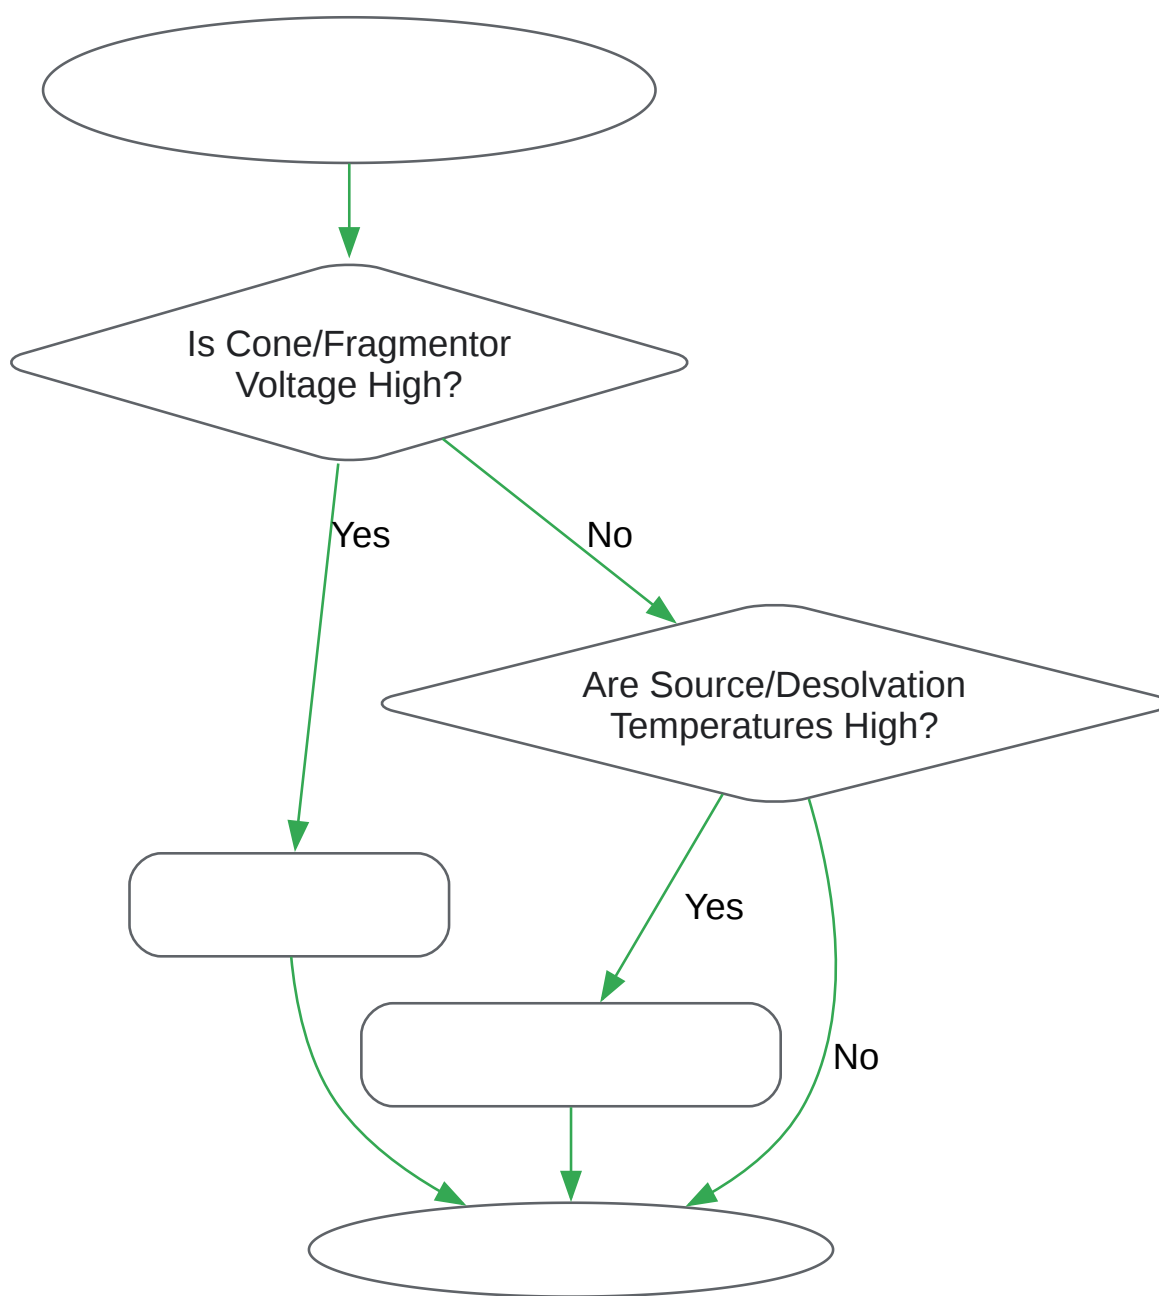 Is Cone/Fragmentor
Voltage High?
Yes
No
Are Source/Desolvation
Temperatures High?
Yes
No